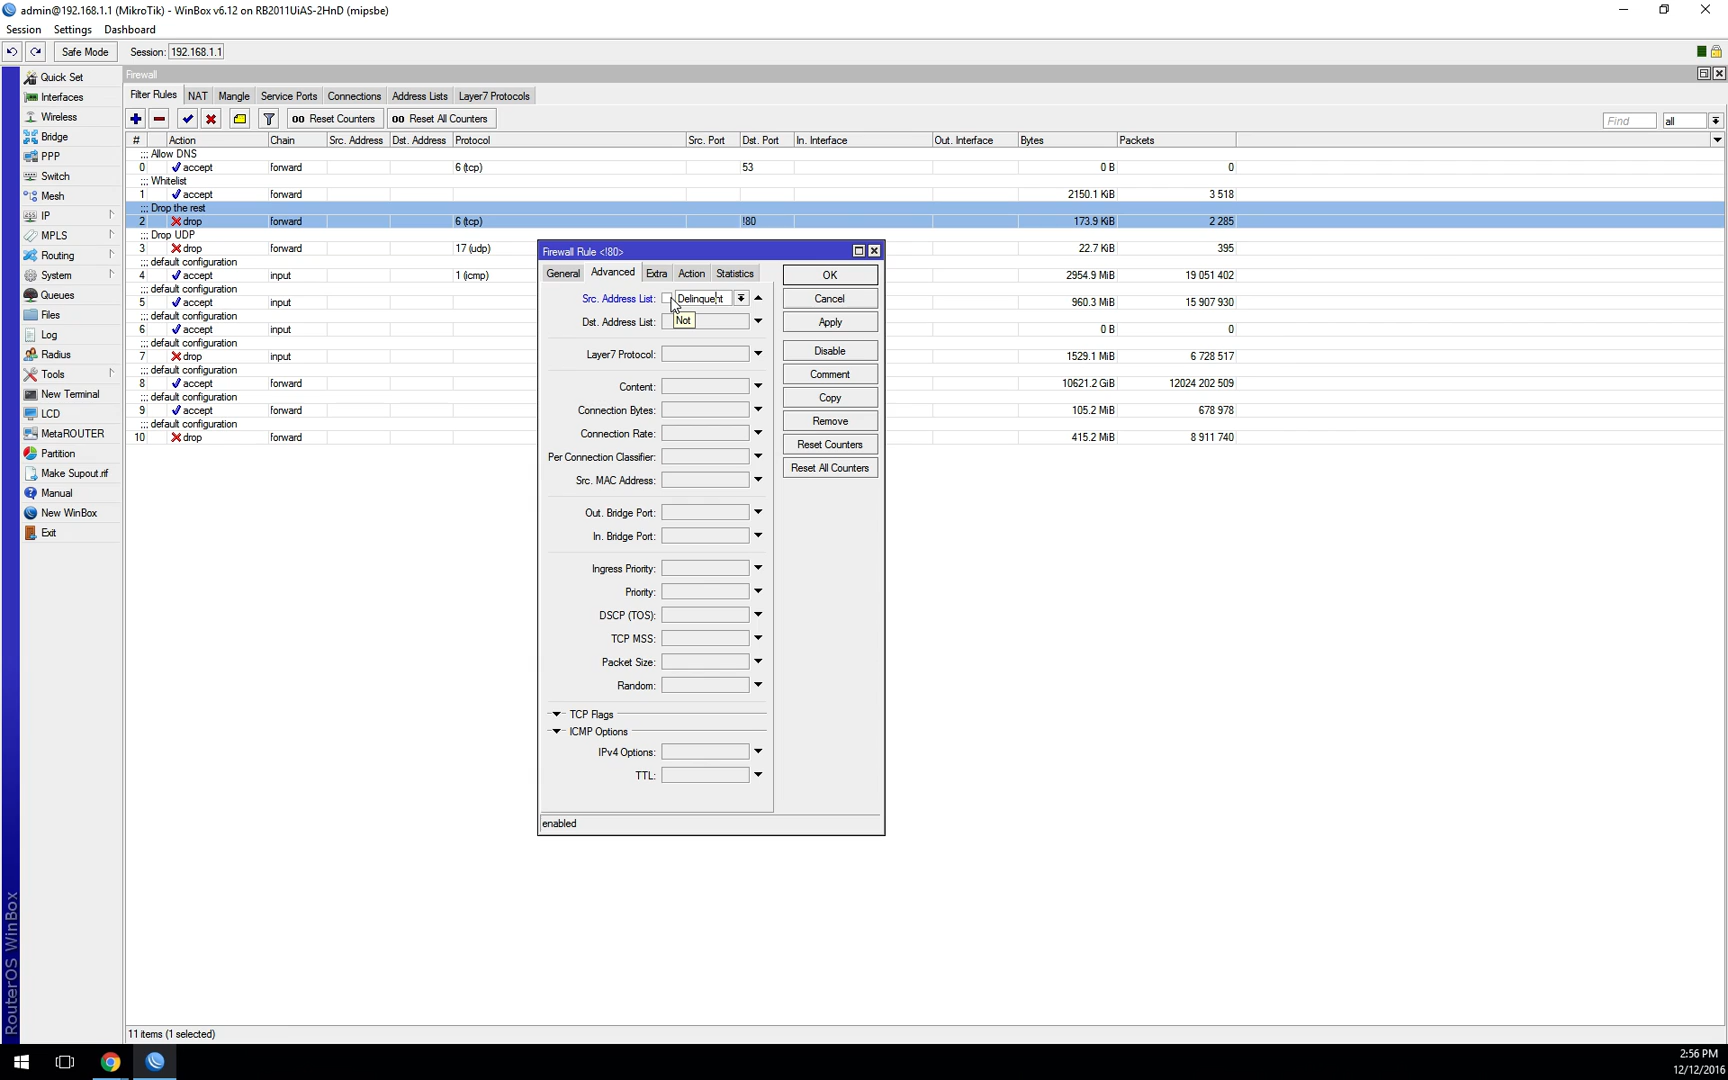 admin@192.168.1.1 (MikroTik) - WinBox v6.12 on RB2011UiAS-2HnD (mipsbe)
Session Settings Dashboard
Safe Mode Session: 192.168.1.1
Quick Set
Interfaces
Wireless
Bridge
PPP
Switch
Mesh
IP
MPLS
Routing
System
Queues
Files
Log
Radius
Tools
New Terminal
LCD
MetaROUTER
Partition
Make Supout.rif
Manual
New WinBox
Exit
RouterOS WinBox
Firewall
Filter Rules NAT Mangle Service Ports Connections Address Lists Layer7 Protocols
00 Reset Counters 00 Reset All Counters Find all
# Action Chain Src. Address Dst. Address Protocol Src. Port Dst. Port In. Interface Out. Interface Bytes Packets
::: Allow DNS
0 accept forward 6 (tcp) 53 0 B 0
::: Whitelist
1 accept forward 2150.1 KiB 3 518
::: Drop the rest
2 drop forward 6 (tcp) !80 173.9 KiB 2 285
::: Drop UDP
3 drop forward 17 (udp) 22.7 KiB 395
::: default configuration
4 accept input 1 (icmp) 2954.9 MiB 19 051 402
::: default configuration
5 accept input 960.3 MiB 15 907 930
::: default configuration
6 accept input 0 B 0
::: default configuration
7 drop input 1529.1 MiB 6 728 517
::: default configuration
8 accept forward 10621.2 GiB 12024 202 509
::: default configuration
9 accept forward 105.2 MiB 678 978
::: default configuration
10 drop forward 415.2 MiB 8 911 740
Firewall Rule <!80>
General Advanced Extra Action Statistics
Src. Address List: Delinquent
Not
Dst. Address List:
Layer7 Protocol:
Content:
Connection Bytes:
Connection Rate:
Per Connection Classifier:
Src. MAC Address:
Out. Bridge Port:
In. Bridge Port:
Ingress Priority:
Priority:
DSCP (TOS):
TCP MSS:
Packet Size:
Random:
TCP Flags
ICMP Options
IPv4 Options:
TTL:
OK
Cancel
Apply
Disable
Comment
Copy
Remove
Reset Counters
Reset All Counters
enabled
11 items (1 selected)
2:56 PM
12/12/2016